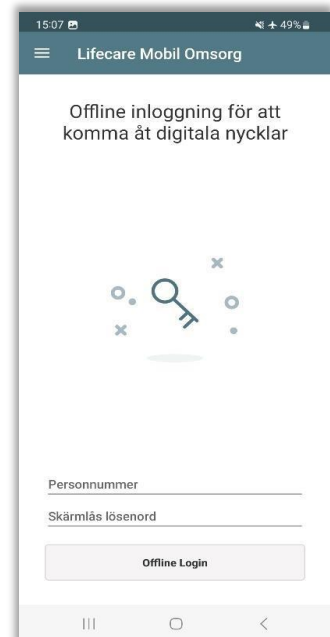 15:07 49%
Lifecare Mobil Omsorg
Offline inloggning för att
komma åt digitala nycklar
Personnummer
Skärmlås lösenord
Offline Login